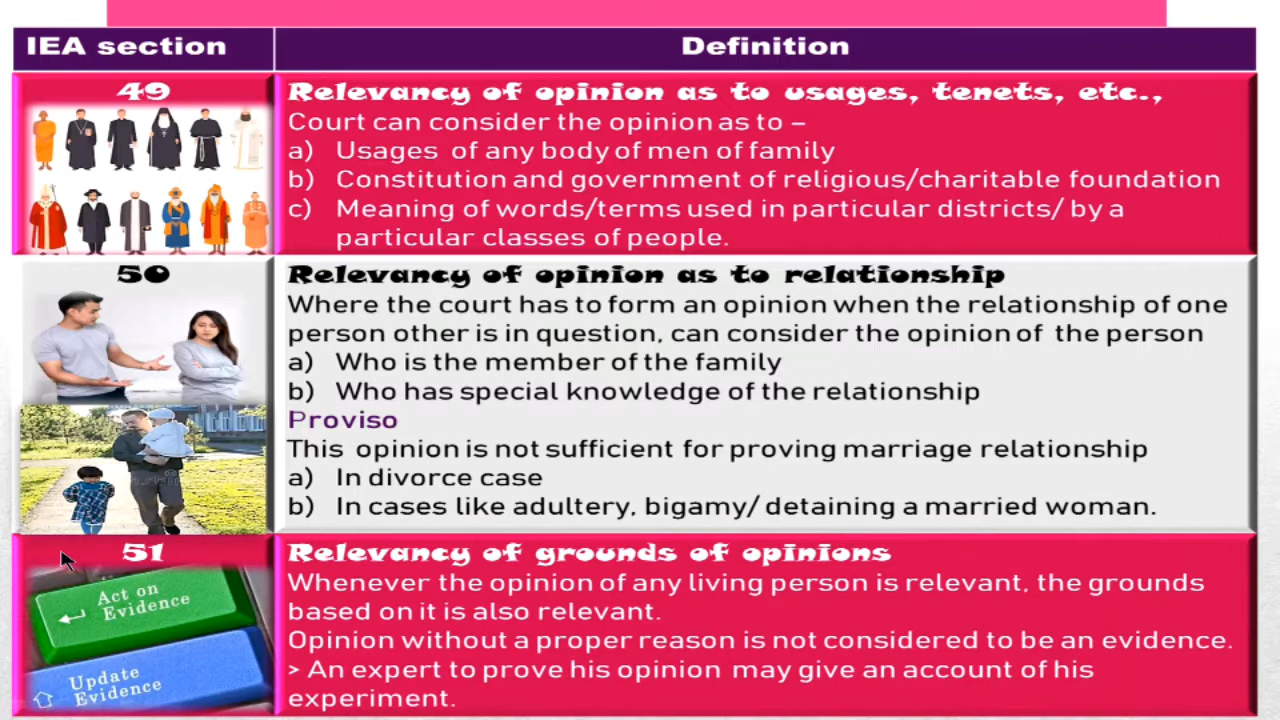 IEA section
Definition
49
Relevancy of opinion as to usages, tenets, etc.,
Court can consider the opinion as to –
a) Usages of any body of men of family
b) Constitution and government of religious/charitable foundation
c) Meaning of words/terms used in particular districts/ by a
particular classes of people.
50
Relevancy of opinion as to relationship
Where the court has to form an opinion when the relationship of one
person other is in question, can consider the opinion of the person
a) Who is the member of the family
b) Who has special knowledge of the relationship
Proviso
This opinion is not sufficient for proving marriage relationship
a) In divorce case
b) In cases like adultery, bigamy/ detaining a married woman.
51
Act on
Evidence
Update
Evidence
Relevancy of grounds of opinions
Whenever the opinion of any living person is relevant, the grounds
based on it is also relevant.
Opinion without a proper reason is not considered to be an evidence.
> An expert to prove his opinion may give an account of his
experiment.